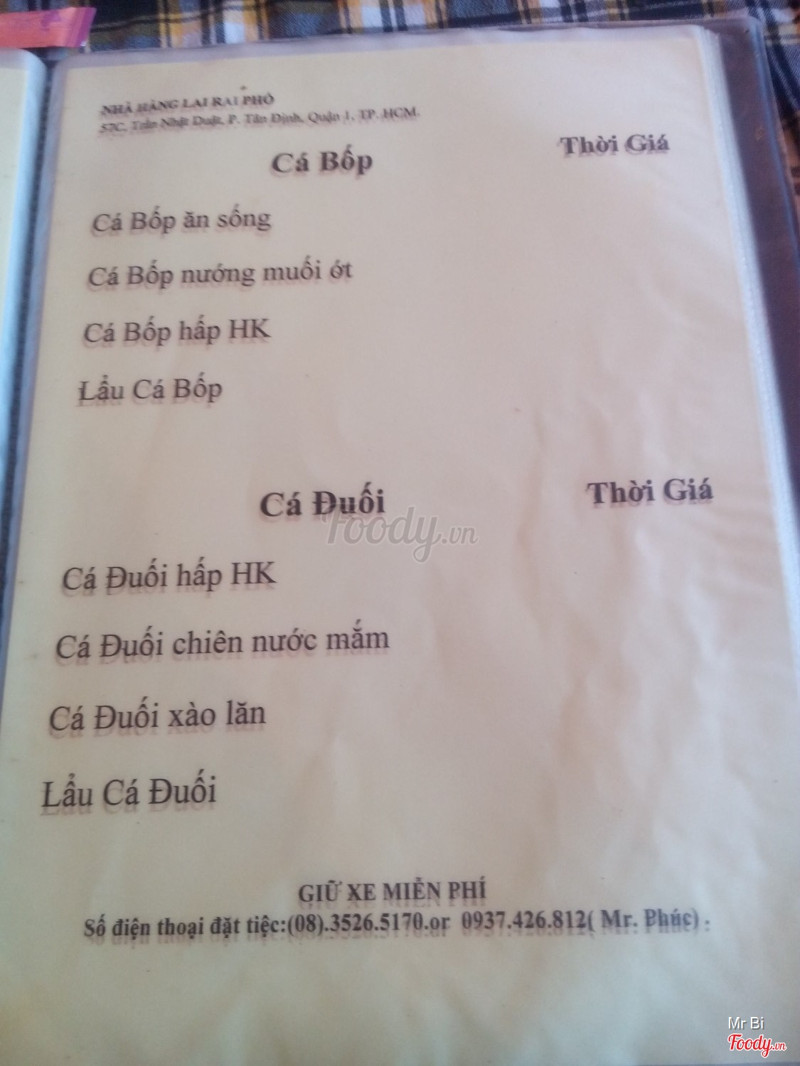 NHÀ HÀNG LAI RAI PHỐ
57C, Trần Nhật Duật, P. Tân Định, Quận 1, TP. HCM.
Cá Bốp Thời Giá
Cá Bốp ăn sống
Cá Bốp nướng muối ớt
Cá Bốp hấp HK
Lẩu Cá Bốp
Cá Đuối Thời Giá
Foody.vn
Cá Đuối hấp HK
Cá Đuối chiên nước mắm
Cá Đuối xào lăn
Lẩu Cá Đuối
GIỮ XE MIỄN PHÍ
Số điện thoại đặt tiệc:(08).3526.5170.or 0937.426.812( Mr. Phúc) .
Mr Bi
Foody.vn